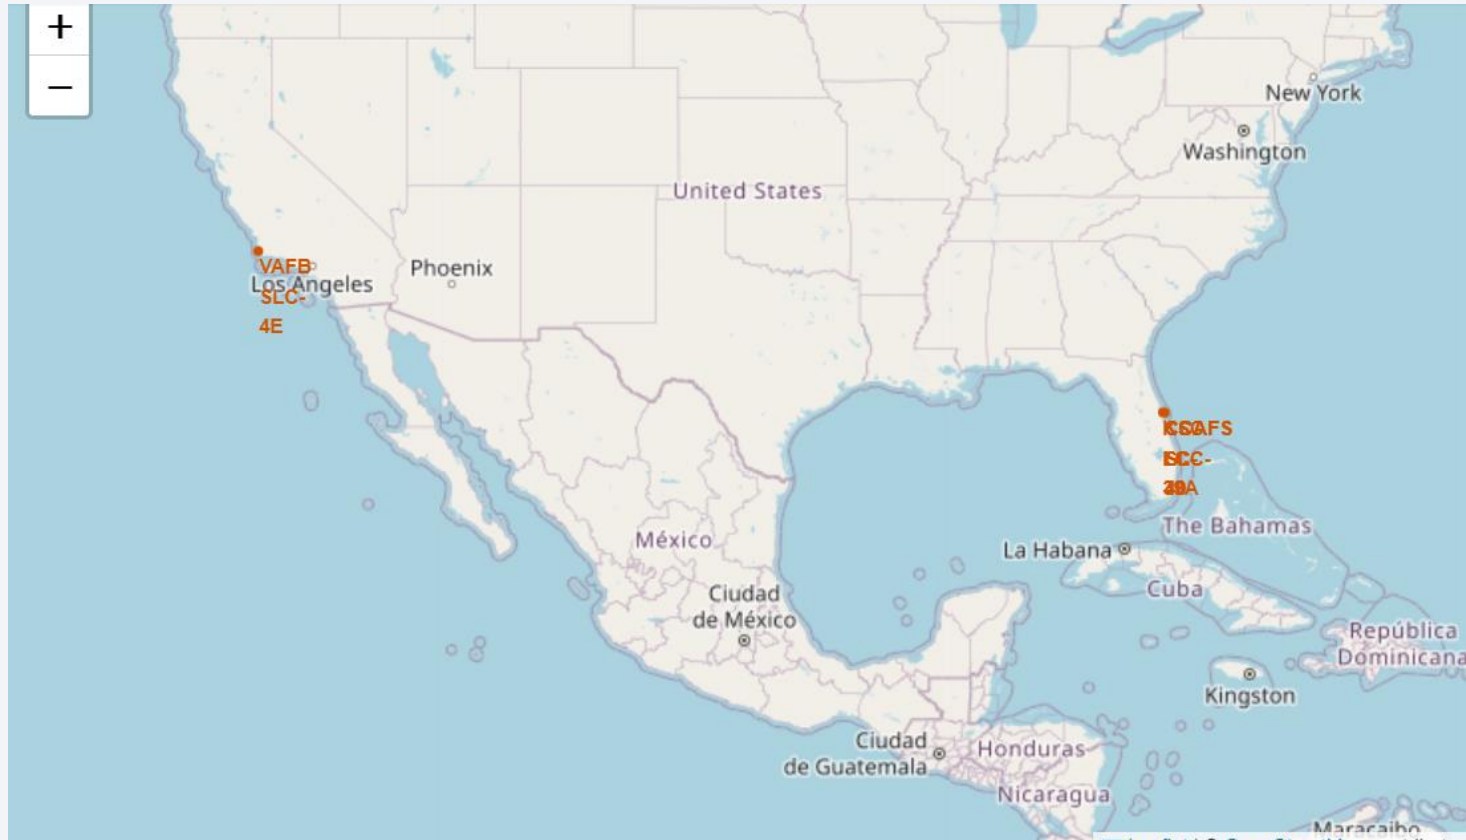 +
−
New York
Washington
United States
VAFB
Los Angeles
SLC-
4E
Phoenix
The Bahamas
La Habana
Cuba
México
Ciudad
de México
República
Dominicana
Kingston
Ciudad
de Guatemala
Honduras
Nicaragua
Maracaibo